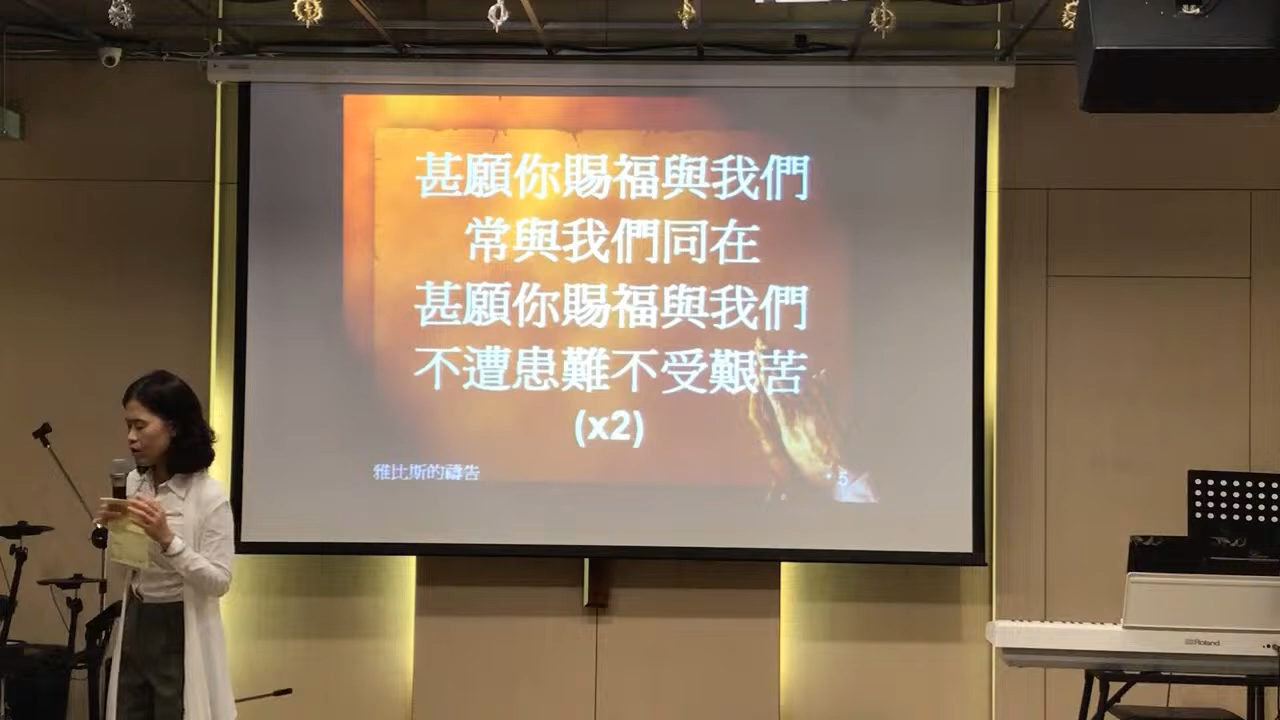 甚願你賜福與我們
常與我們同在
甚願你賜福與我們
不遭患難不受艱苦
(x2)
雅比斯的禱告
5
Roland